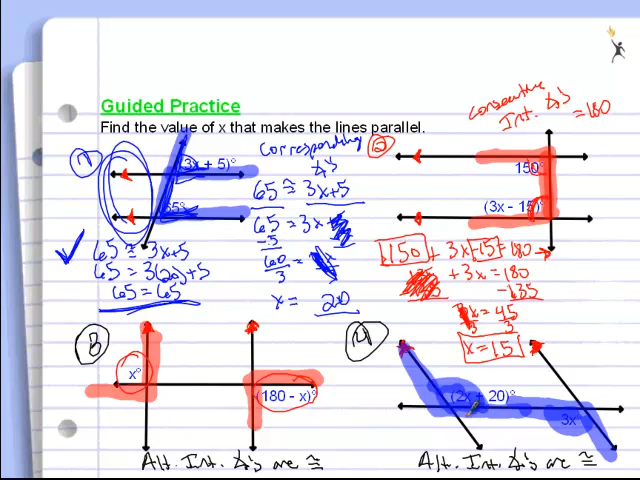 Guided Practice
Find the value of x that makes the lines parallel.
1
(3x + 5)°
65°
corresponding
∠'s
65 ≅ 3x+5
65 = 3x
-5
60
3
x = 20
65 ≅ 3x+5
65 = 3(20)+5
65 = 65
2
consecutive
Int. ∠'s
=180
150°
(3x - 15)°
150 + 3x -15 = 180
+ 3x = 180
-135
3x = 45
3 3
x = 15
3
x°
(180 - x)°
Alt. Int. ∠'s are ≅
4
(2x + 20)°
3x°
Alt. Int. ∠'s are ≅